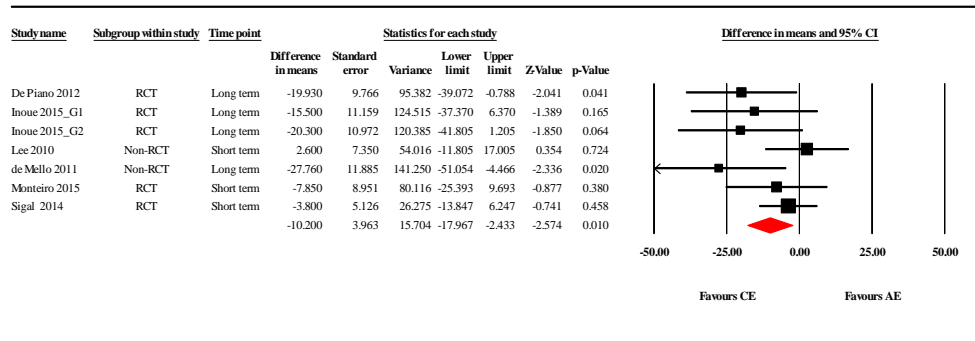 Study name Subgroup within study Time point Statistics for each study Difference in means and 95% CI
Difference in means Standard error Variance Lower limit Upper limit Z-Value p-Value
De Piano 2012 RCT Long term -19.930 9.766 95.382 -39.072 -0.788 -2.041 0.041
Inoue 2015_G1 RCT Long term -15.500 11.159 124.515 -37.370 6.370 -1.389 0.165
Inoue 2015_G2 RCT Long term -20.300 10.972 120.385 -41.805 1.205 -1.850 0.064
Lee 2010 Non-RCT Short term 2.600 7.350 54.016 -11.805 17.005 0.354 0.724
de Mello 2011 Non-RCT Long term -27.760 11.885 141.250 -51.054 -4.466 -2.336 0.020
Monteiro 2015 RCT Short term -7.850 8.951 80.116 -25.393 9.693 -0.877 0.380
Sigal 2014 RCT Short term -3.800 5.126 26.275 -13.847 6.247 -0.741 0.458
-10.200 3.963 15.704 -17.967 -2.433 -2.574 0.010
-50.00 -25.00 0.00 25.00 50.00
Favours CE Favours AE